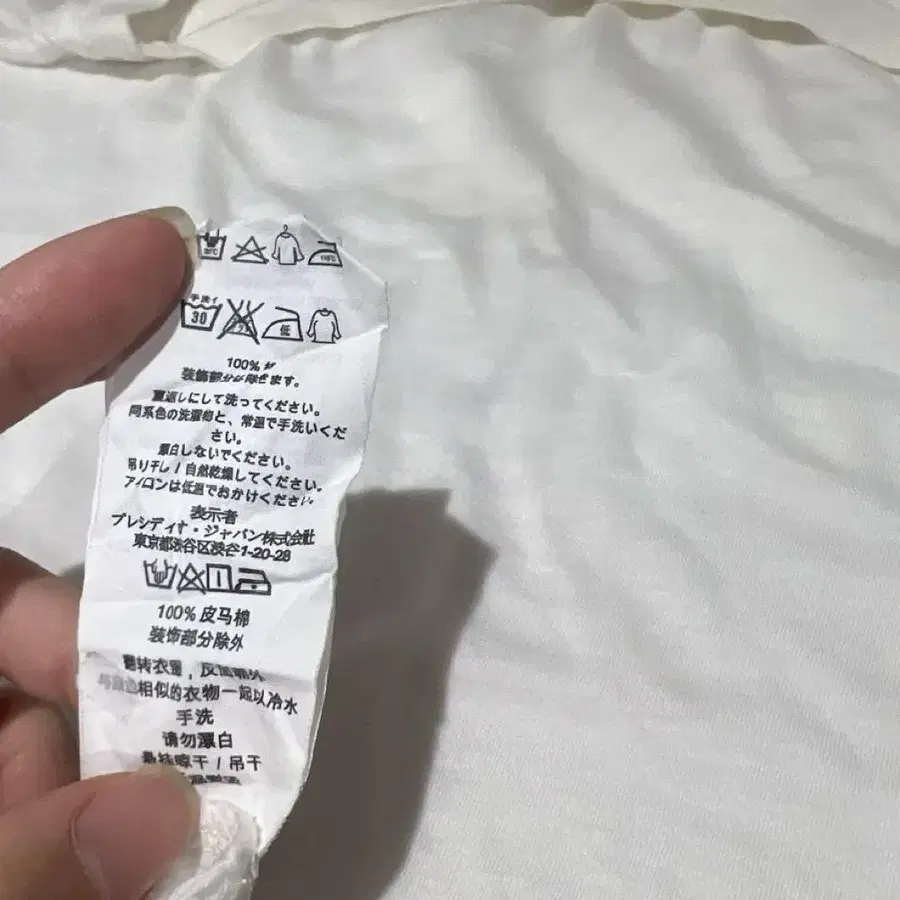 手洗イ
30
低
100%
装飾部分は除きます。
裏返しにして洗ってください。
同系色の洗濯物と、常温で手洗いくだ
さい。
漂白しないでください。
吊り干し / 自然乾燥してください。
アイロンは低温でおかけください。
表示者
プレシディオ・ジャパン株式会社
東京都渋谷区渋谷1-20-28
100% 皮马棉
装饰部分除外
翻转衣里，反面朝外
相似的衣物一起以冷水
手洗
请勿漂白
悬挂晾干 / 吊干